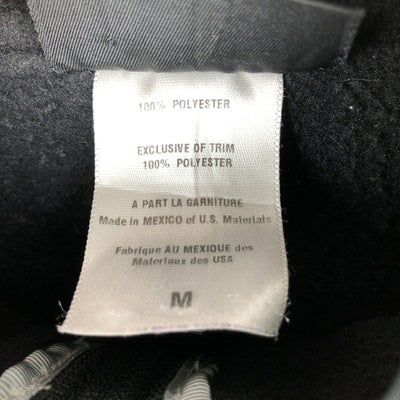 100% POLYESTER
EXCLUSIVE OF TRIM
100% POLYESTER
A PART LA GARNITURE
Made in MEXICO of U.S. Materials
Fabrique AU MEXIQUE des
Materiaux des USA
M